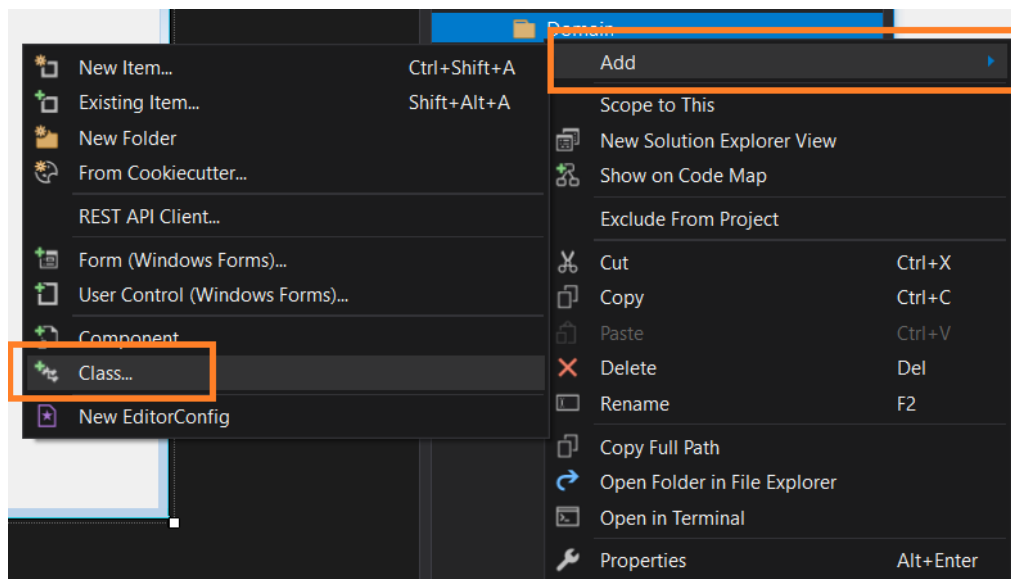 Domain
New Item... Ctrl+Shift+A
Existing Item... Shift+Alt+A
New Folder
From Cookiecutter...
REST API Client...
Form (Windows Forms)...
User Control (Windows Forms)...
Component...
Class...
New EditorConfig
Add
Scope to This
New Solution Explorer View
Show on Code Map
Exclude From Project
Cut Ctrl+X
Copy Ctrl+C
Paste Ctrl+V
Delete Del
Rename F2
Copy Full Path
Open Folder in File Explorer
Open in Terminal
Properties Alt+Enter